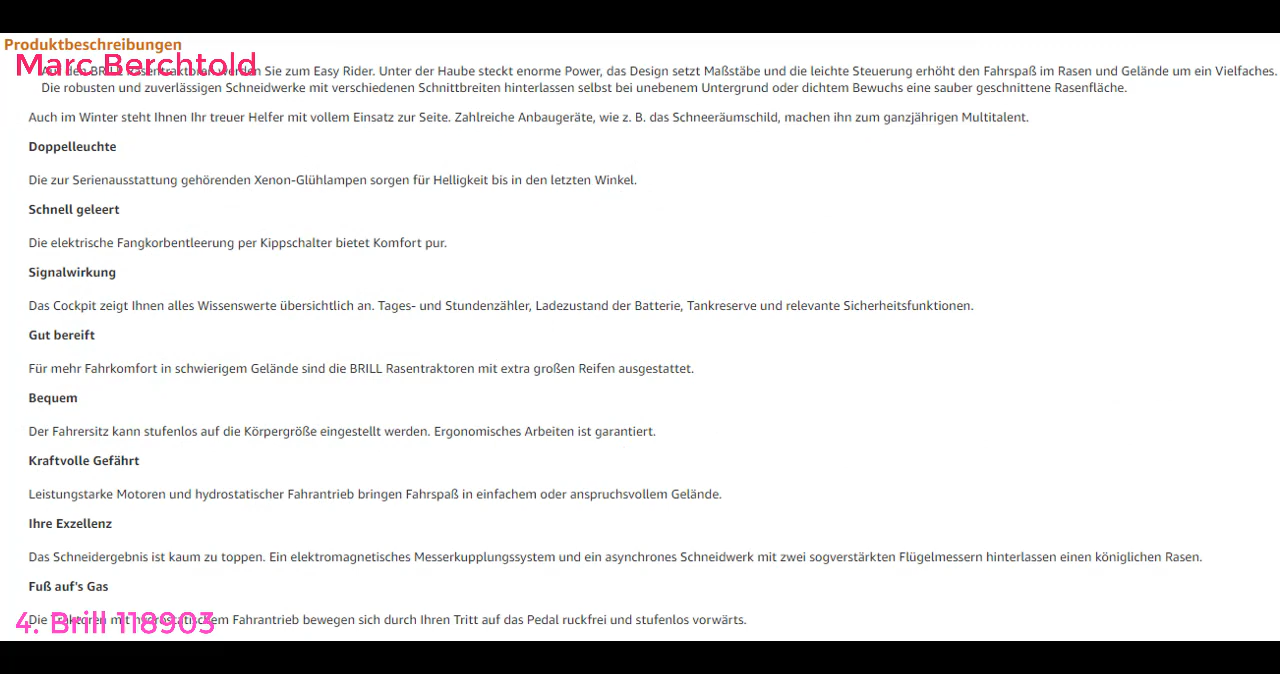 Produktbeschreibungen
Marc Berchtold
Sie zum Easy Rider. Unter der Haube steckt enorme Power, das Design setzt Maßstäbe und die leichte Steuerung erhöht den Fahrspaß im Rasen und Gelände um ein Vielfaches.
Die robusten und zuverlässigen Schneidwerke mit verschiedenen Schnittbreiten hinterlassen selbst bei unebenem Untergrund oder dichtem Bewuchs eine sauber geschnittene Rasenfläche.
Auch im Winter steht Ihnen Ihr treuer Helfer mit vollem Einsatz zur Seite. Zahlreiche Anbaugeräte, wie z. B. das Schneeräumschild, machen ihn zum ganzjährigen Multitalent.
Doppelleuchte
Die zur Serienausstattung gehörenden Xenon-Glühlampen sorgen für Helligkeit bis in den letzten Winkel.
Schnell geleert
Die elektrische Fangkorbentleerung per Kippschalter bietet Komfort pur.
Signalwirkung
Das Cockpit zeigt Ihnen alles Wissenswerte übersichtlich an. Tages- und Stundenzähler, Ladezustand der Batterie, Tankreserve und relevante Sicherheitsfunktionen.
Gut bereift
Für mehr Fahrkomfort in schwierigem Gelände sind die BRILL Rasentraktoren mit extra großen Reifen ausgestattet.
Bequem
Der Fahrersitz kann stufenlos auf die Körpergröße eingestellt werden. Ergonomisches Arbeiten ist garantiert.
Kraftvolle Gefährt
Leistungstarke Motoren und hydrostatischer Fahrantrieb bringen Fahrspaß in einfachem oder anspruchsvollem Gelände.
Ihre Exzellenz
Das Schneidergebnis ist kaum zu toppen. Ein elektromagnetisches Messerkupplungssystem und ein asynchrones Schneidwerk mit zwei sogverstärkten Flügelmessern hinterlassen einen königlichen Rasen.
Fuß auf's Gas
Die Traktoren mit hydrostatischem Fahrantrieb bewegen sich durch Ihren Tritt auf das Pedal ruckfrei und stufenlos vorwärts.
4. Brill 118903